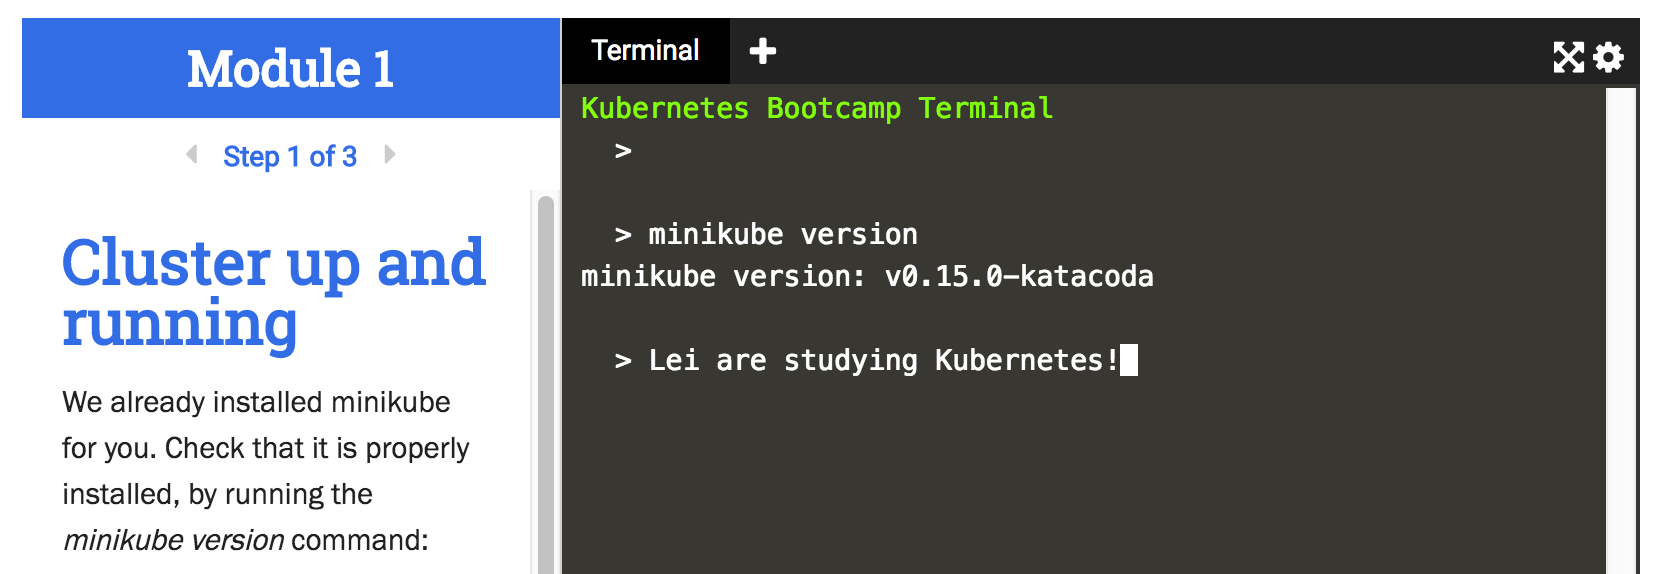 Module 1
Step 1 of 3
Cluster up and
running
We already installed minikube
for you. Check that it is properly
installed, by running the
minikube version command:
Terminal
Kubernetes Bootcamp Terminal
>
> minikube version
minikube version: v0.15.0-katacoda
> Lei are studying Kubernetes!